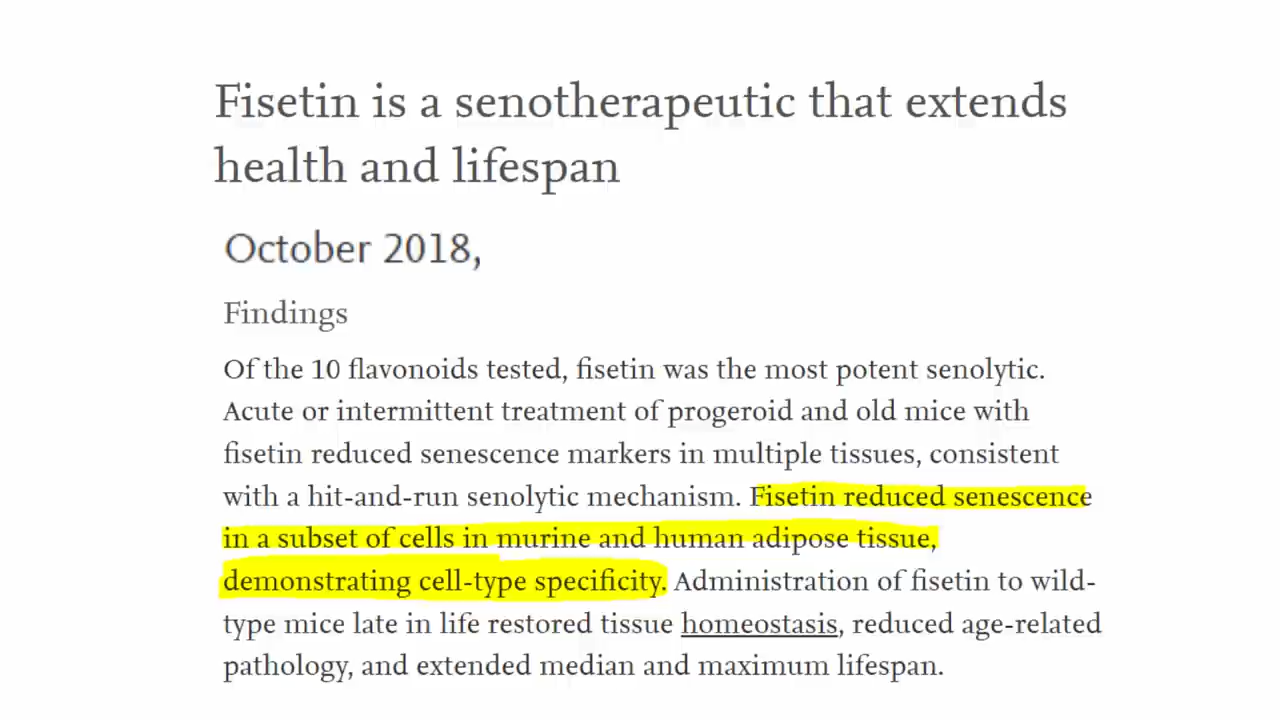 Fisetin is a senotherapeutic that extends
health and lifespan
October 2018,
Findings
Of the 10 flavonoids tested, fisetin was the most potent senolytic.
Acute or intermittent treatment of progeroid and old mice with
fisetin reduced senescence markers in multiple tissues, consistent
with a hit-and-run senolytic mechanism. Fisetin reduced senescence
in a subset of cells in murine and human adipose tissue,
demonstrating cell-type specificity. Administration of fisetin to wild-
type mice late in life restored tissue homeostasis, reduced age-related
pathology, and extended median and maximum lifespan.